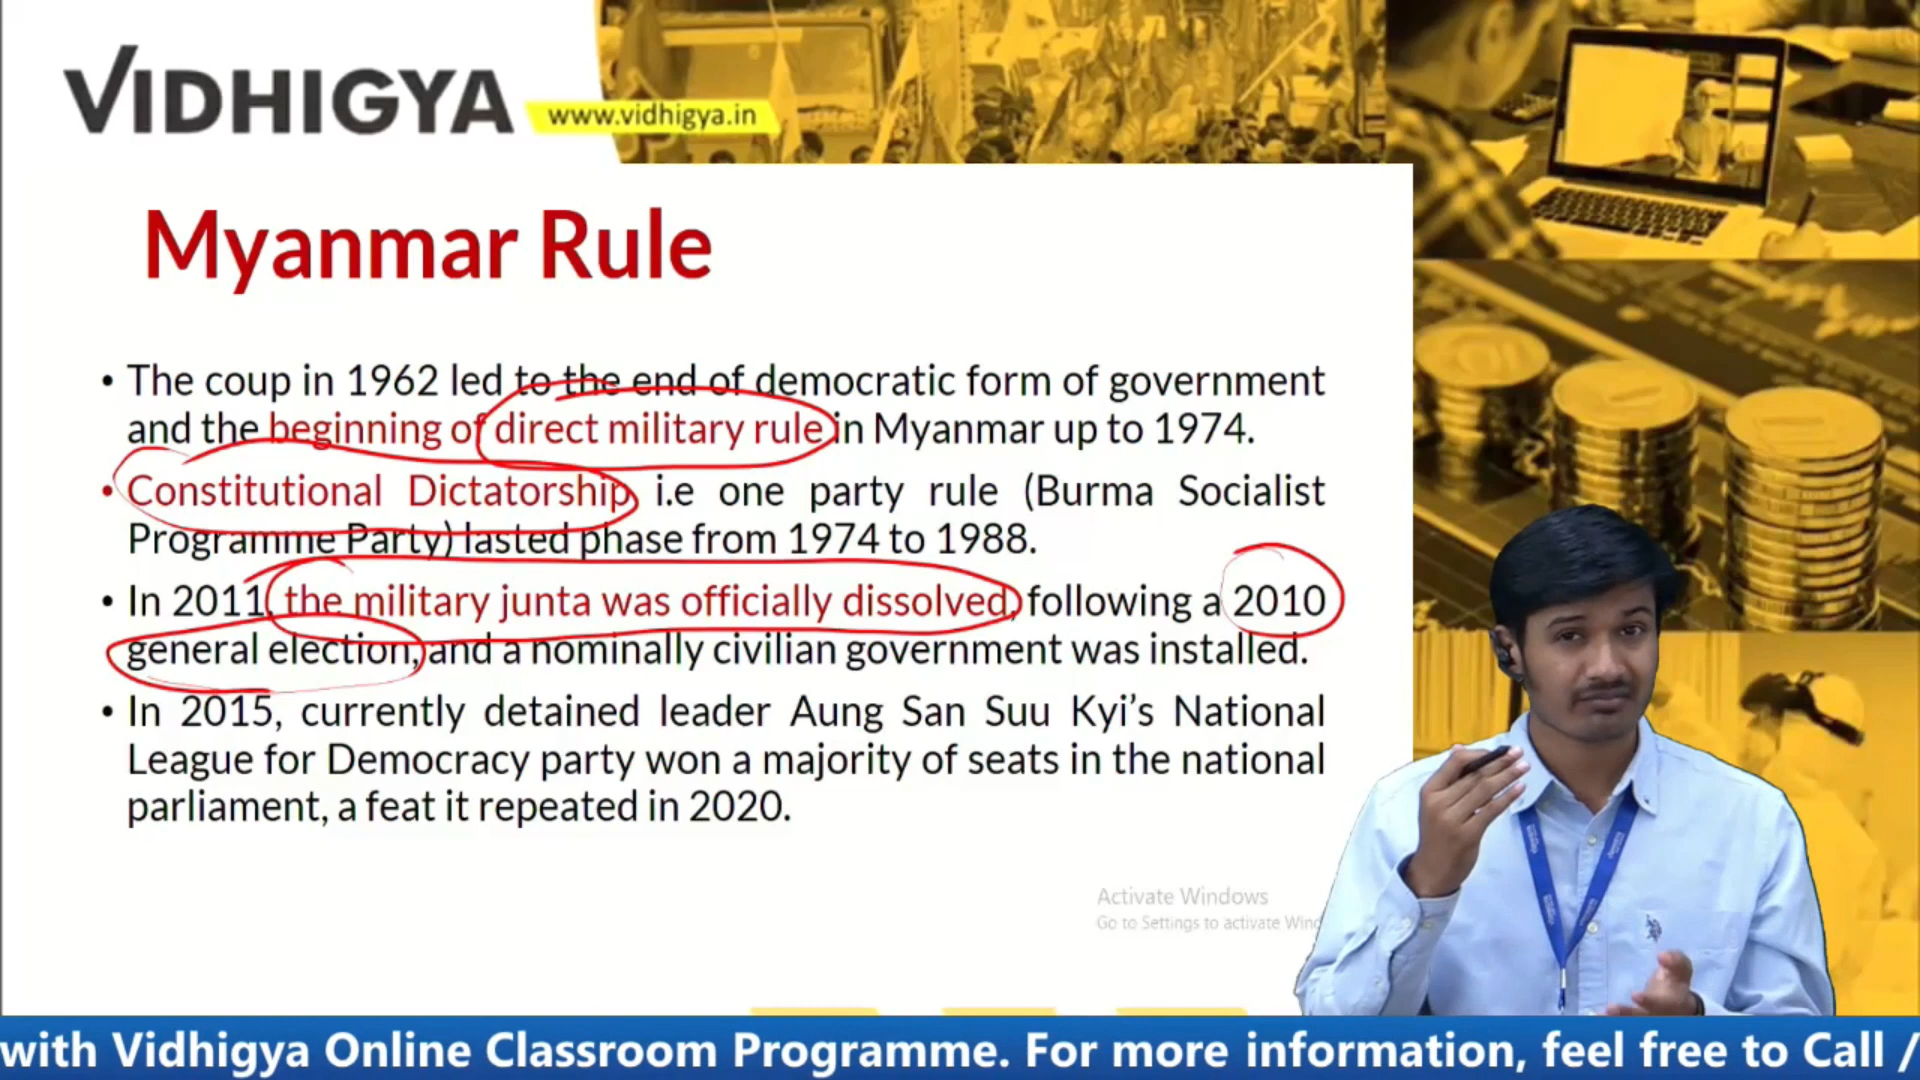 VIDHIGYA
www.vidhigya.in
Myanmar Rule
• The coup in 1962 led to the end of democratic form of government
and the beginning of direct military rule in Myanmar up to 1974.
• Constitutional Dictatorship i.e one party rule (Burma Socialist
Programme Party) lasted phase from 1974 to 1988.
• In 2011, the military junta was officially dissolved, following a 2010
general election, and a nominally civilian government was installed.
• In 2015, currently detained leader Aung San Suu Kyi’s National
League for Democracy party won a majority of seats in the national
parliament, a feat it repeated in 2020.
Activate Windows
Go to Settings to activate Wind
with Vidhigya Online Classroom Programme. For more information, feel free to Call /